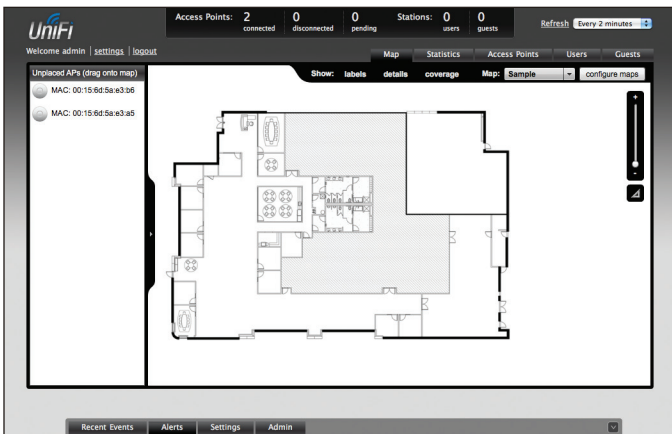 UniFi
Access Points: 2 connected 0 disconnected 0 pending Stations: 0 users 0 guests
Refresh Every 2 minutes
Welcome admin | settings | logout
Map Statistics Access Points Users Guests
Unplaced APs (drag onto map)
Show: labels details coverage Map: Sample configure maps
MAC: 00:15:6d:5a:e3:b6
MAC: 00:15:6d:5a:e3:a5
+
-
Recent Events Alerts Settings Admin